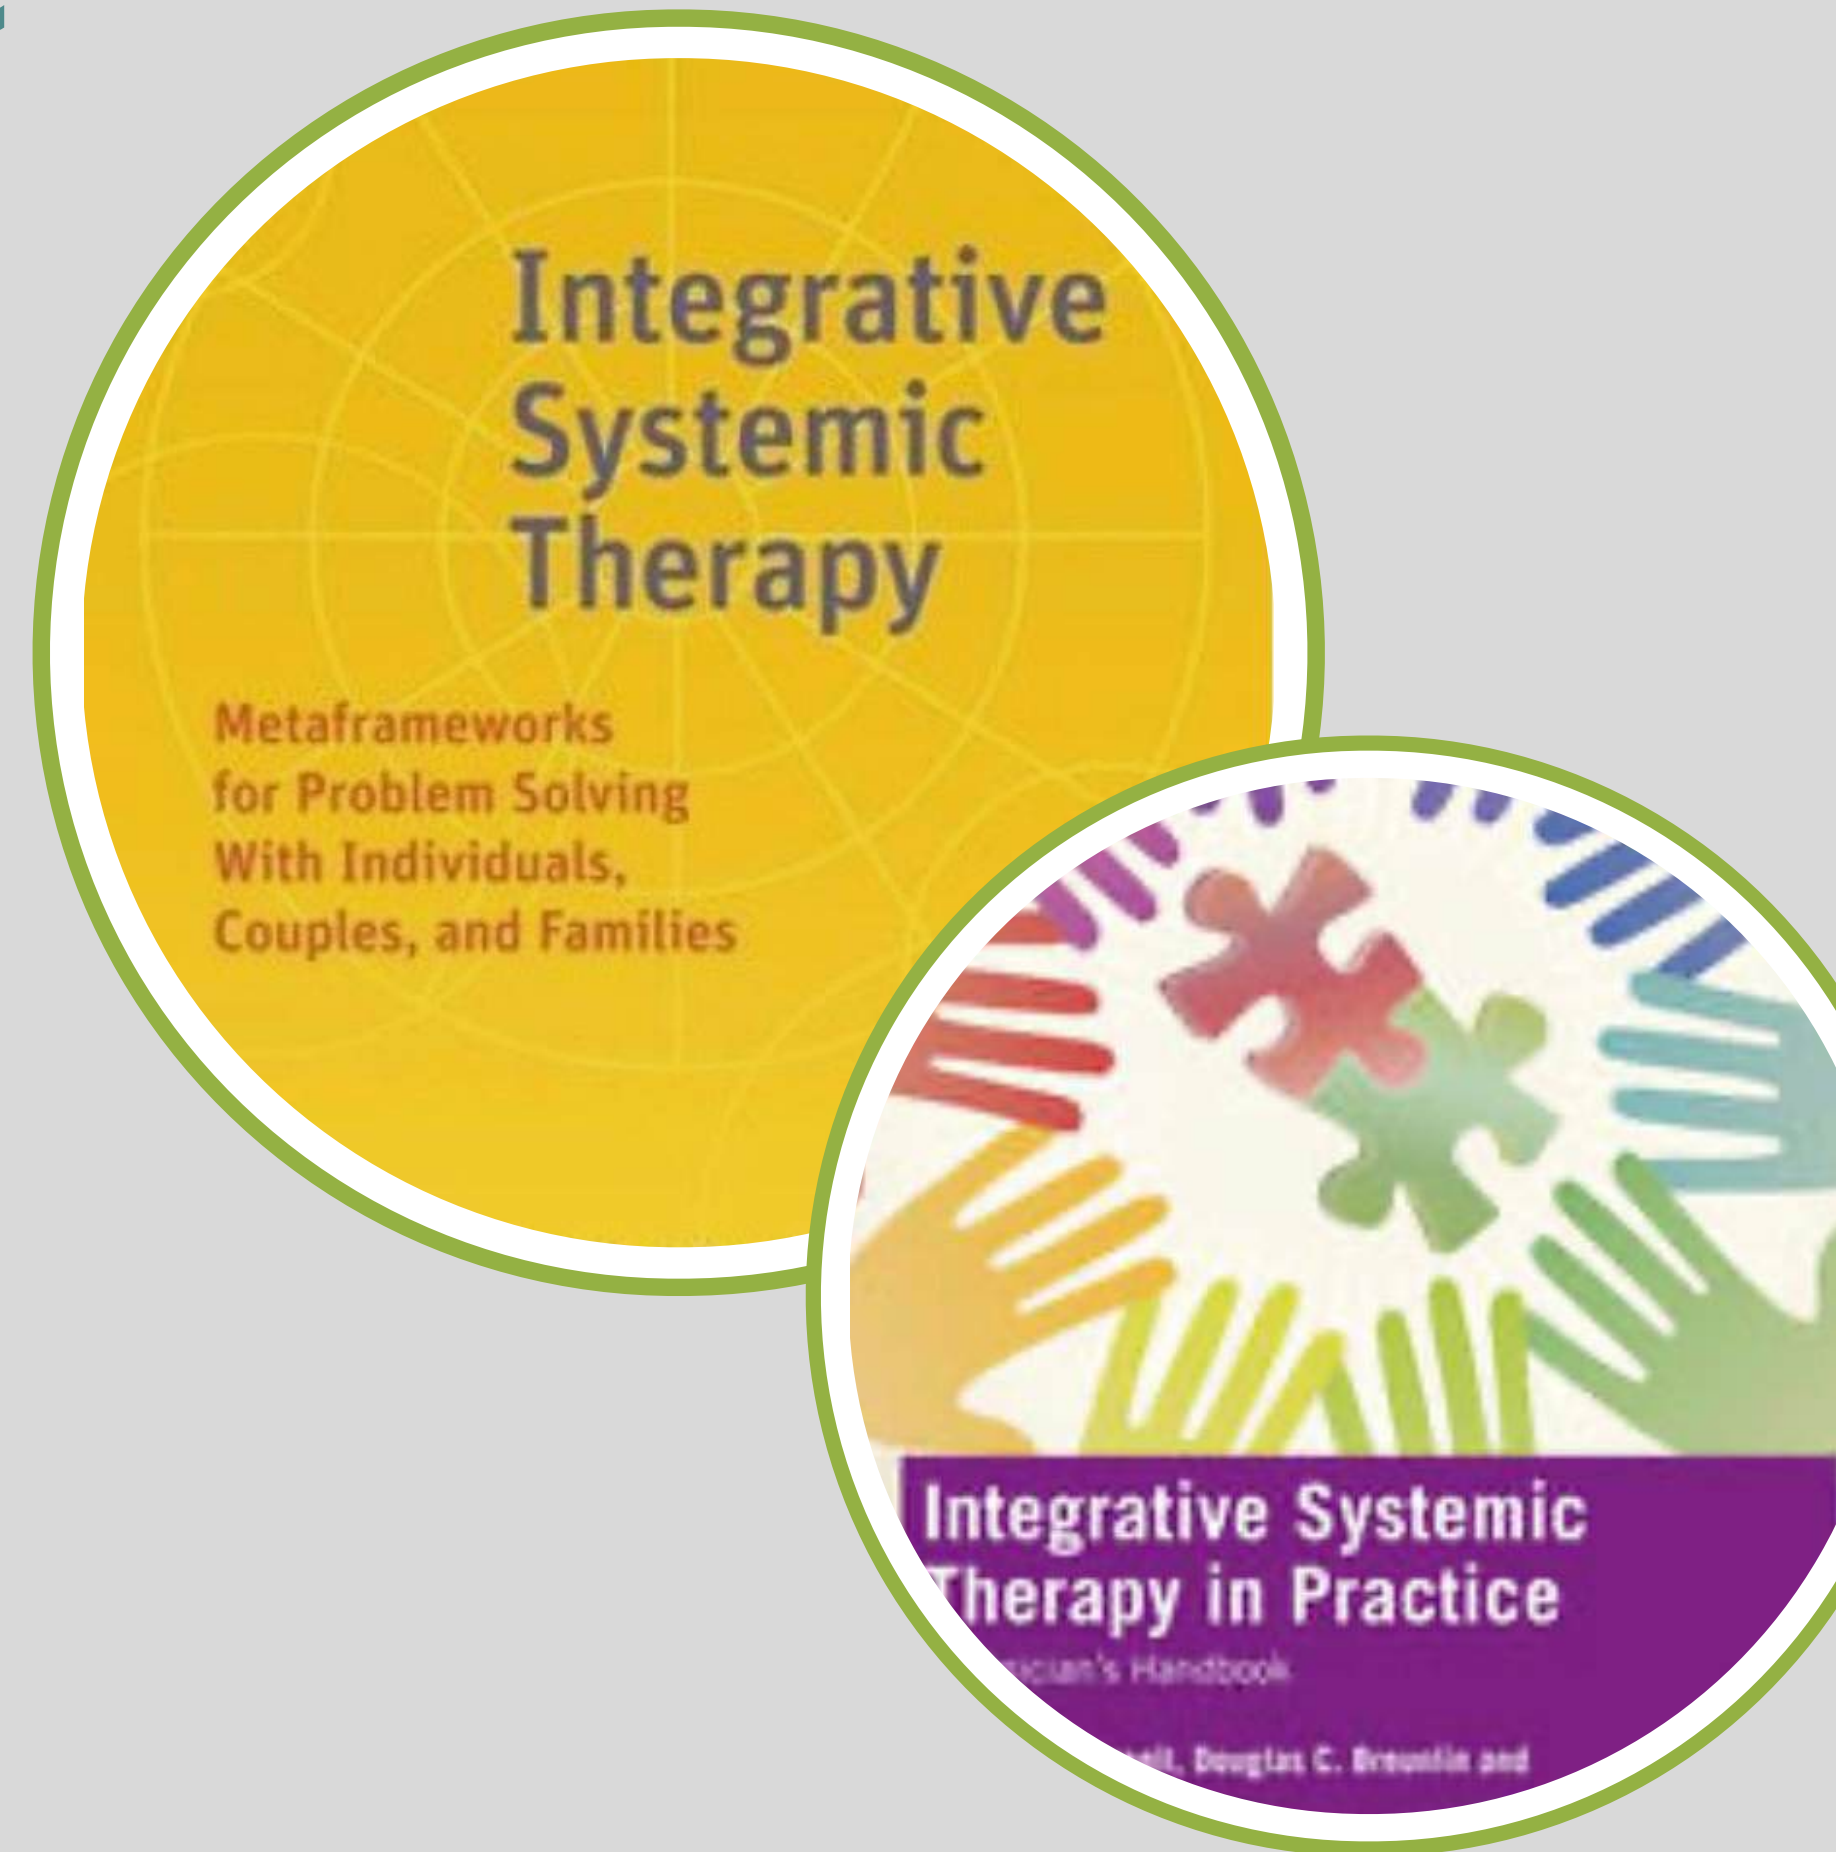 Integrative
Systemic
Therapy
Metaframeworks
for Problem Solving
With Individuals,
Couples, and Families
Integrative Systemic
Therapy in Practice
Handbook
Douglas C. Breunlin and